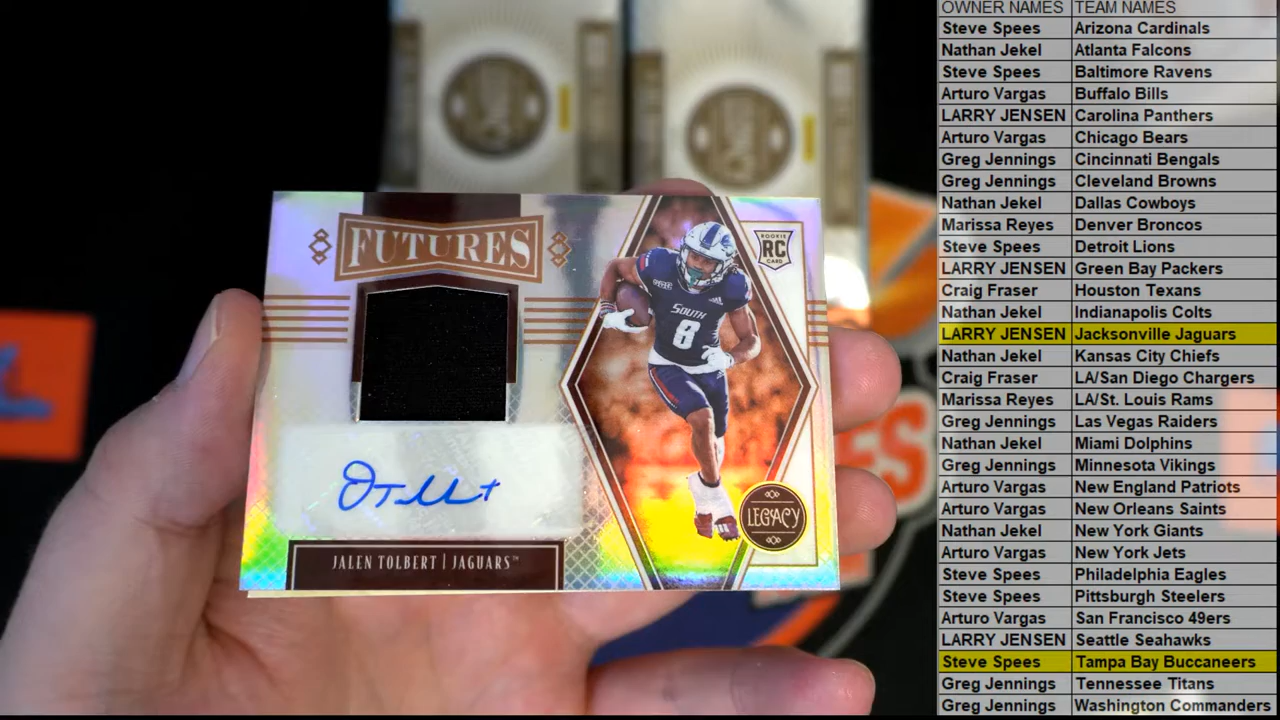 FUTURES
ROOKIE
RC
CARD
SOUTH
8
LEGACY
JALEN TOLBERT | JAGUARS™
ES
OWNER NAMES TEAM NAMES
Steve Spees Arizona Cardinals
Nathan Jekel Atlanta Falcons
Steve Spees Baltimore Ravens
Arturo Vargas Buffalo Bills
LARRY JENSEN Carolina Panthers
Arturo Vargas Chicago Bears
Greg Jennings Cincinnati Bengals
Greg Jennings Cleveland Browns
Nathan Jekel Dallas Cowboys
Marissa Reyes Denver Broncos
Steve Spees Detroit Lions
LARRY JENSEN Green Bay Packers
Craig Fraser Houston Texans
Nathan Jekel Indianapolis Colts
LARRY JENSEN Jacksonville Jaguars
Nathan Jekel Kansas City Chiefs
Craig Fraser LA/San Diego Chargers
Marissa Reyes LA/St. Louis Rams
Greg Jennings Las Vegas Raiders
Nathan Jekel Miami Dolphins
Greg Jennings Minnesota Vikings
Arturo Vargas New England Patriots
Arturo Vargas New Orleans Saints
Nathan Jekel New York Giants
Arturo Vargas New York Jets
Steve Spees Philadelphia Eagles
Steve Spees Pittsburgh Steelers
Arturo Vargas San Francisco 49ers
LARRY JENSEN Seattle Seahawks
Steve Spees Tampa Bay Buccaneers
Greg Jennings Tennessee Titans
Greg Jennings Washington Commanders